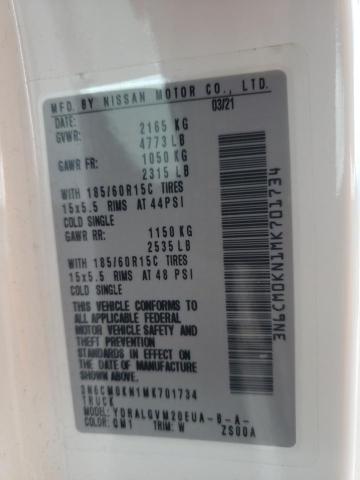 MFD. BY NISSAN MOTOR CO., LTD.
DATE: 03/21
GVWR: 2165 KG
4773 LB
GAWR FR: 1050 KG
2315 LB
WITH 185/60R15C TIRES
15x5.5 RIMS AT 44PSI
COLD SINGLE
GAWR RR: 1150 KG
2535 LB
WITH 185/60R15C TIRES
15x5.5 RIMS AT 48 PSI
COLD SINGLE
THIS VEHICLE CONFORMS TO
ALL APPLICABLE FEDERAL
MOTOR VEHICLE SAFETY AND
THEFT PREVENTION
STANDARDS IN EFFECT ON
THE DATE OF MANUFACTURE
SHOWN ABOVE.
3N6CM0KN1MK701734
TRUCK
MODEL: YDRALGVM20EUA-B-A-
COLOR: QM1 TRIM: W ZS00A
3N6CM0KN1MK701734